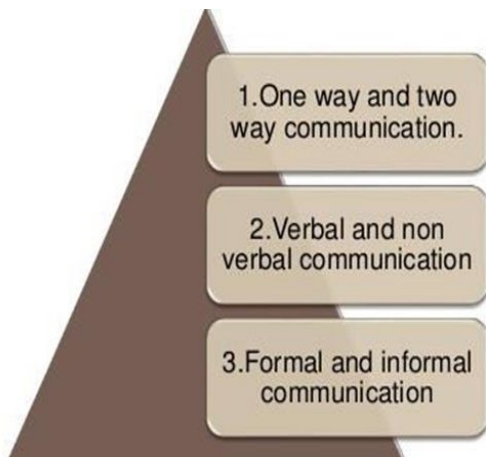 1.One way and two
way communication.
2.Verbal and non
verbal communication
3.Formal and informal
communication